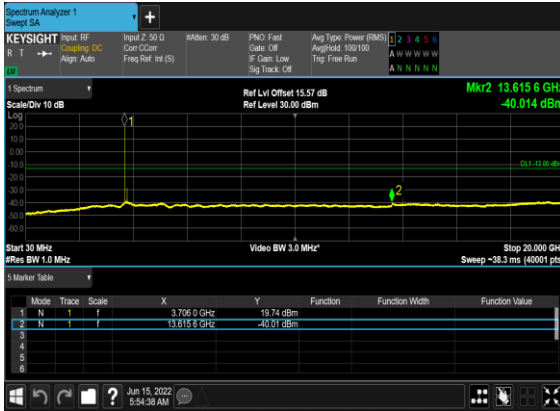 Spectrum Analyzer 1
Swept SA
+
KEYSIGHT Input: RF Input Z: 50 Ω #Atten: 30 dB PNO: Fast Avg Type: Power (RMS) 1 2 3 4 5 6
R T Coupling: DC Corr CCorr Gate: Off Avg|Hold: 100/100 A W W W W W
Align: Auto Freq Ref: Int (S) IF Gain: Low Trig: Free Run
Sig Track: Off A N N N N N
1 Spectrum Ref Lvl Offset 15.57 dB Mkr2 13.615 6 GHz
Scale/Div 10 dB Ref Level 30.00 dBm -40.014 dBm
Log
20.0
10.0
0.00
-10.0
-20.0
-30.0
-40.0
-50.0
-60.0
1
DL1 -13.00 dBm
2
Start 30 MHz Video BW 3.0 MHz* Stop 20.000 GHz
#Res BW 1.0 MHz Sweep ~38.3 ms (40001 pts)
5 Marker Table
Mode Trace Scale X Y Function Function Width Function Value
1 N 1 f 3.706 0 GHz 19.74 dBm
2 N 1 f 13.615 6 GHz -40.01 dBm
3
4
5
6
? Jun 15, 2022
5:54:38 AM